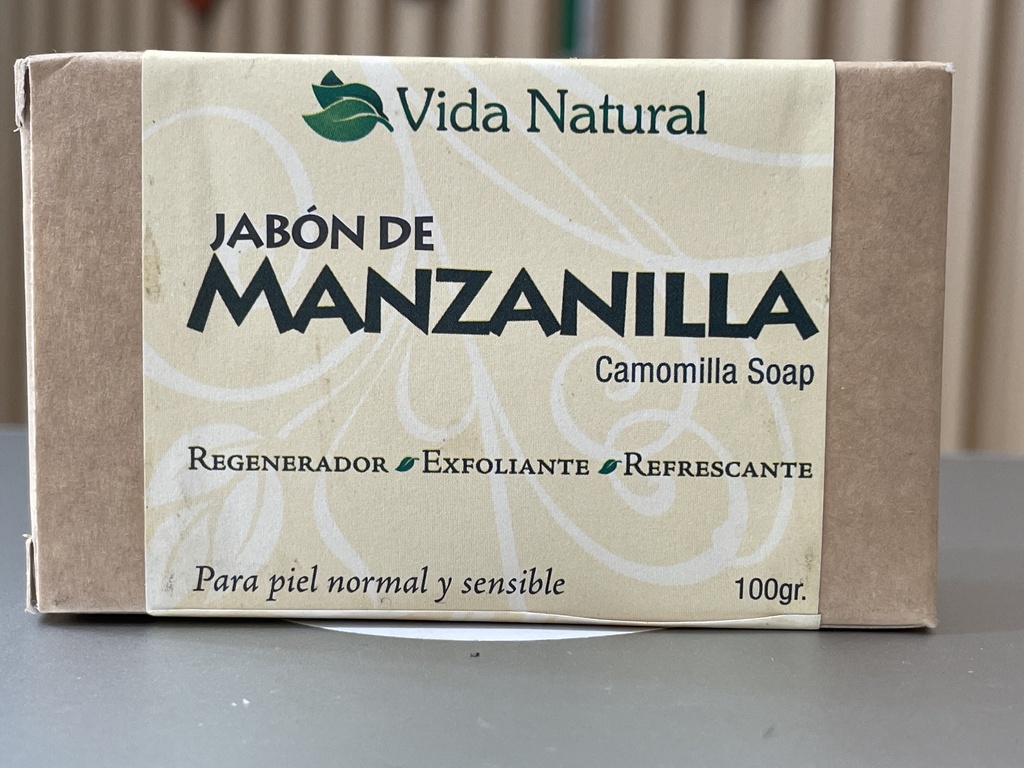 Vida Natural
JABÓN DE
MANZANILLA
Camomilla Soap
REGENERADOR EXFOLIANTE REFRESCANTE
Para piel normal y sensible 100gr.